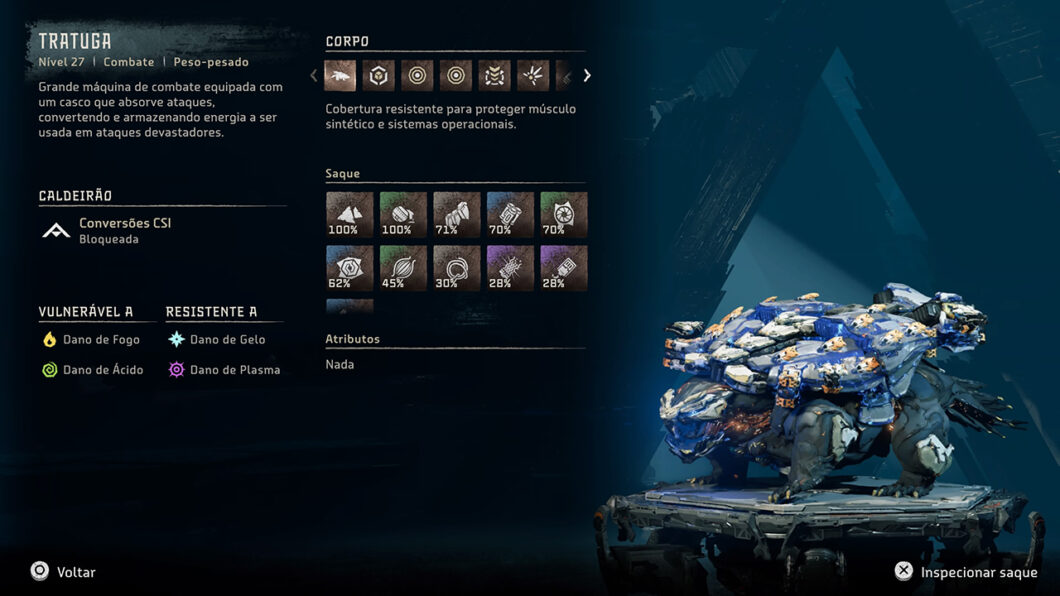 TRATUGA
Nível 27 | Combate | Peso-pesado
Grande máquina de combate equipada com
um casco que absorve ataques,
convertendo e armazenando energia a ser
usada em ataques devastadores.
CALDEIRÃO
Conversões CSI
Bloqueada
VULNERÁVEL A
Dano de Fogo
Dano de Ácido
RESISTENTE A
Dano de Gelo
Dano de Plasma
CORPO
Cobertura resistente para proteger músculo
sintético e sistemas operacionais.
Saque
100% 100% 71% 70% 70%
62% 45% 30% 28% 28%
Atributos
Nada
Voltar
Inspecionar saque